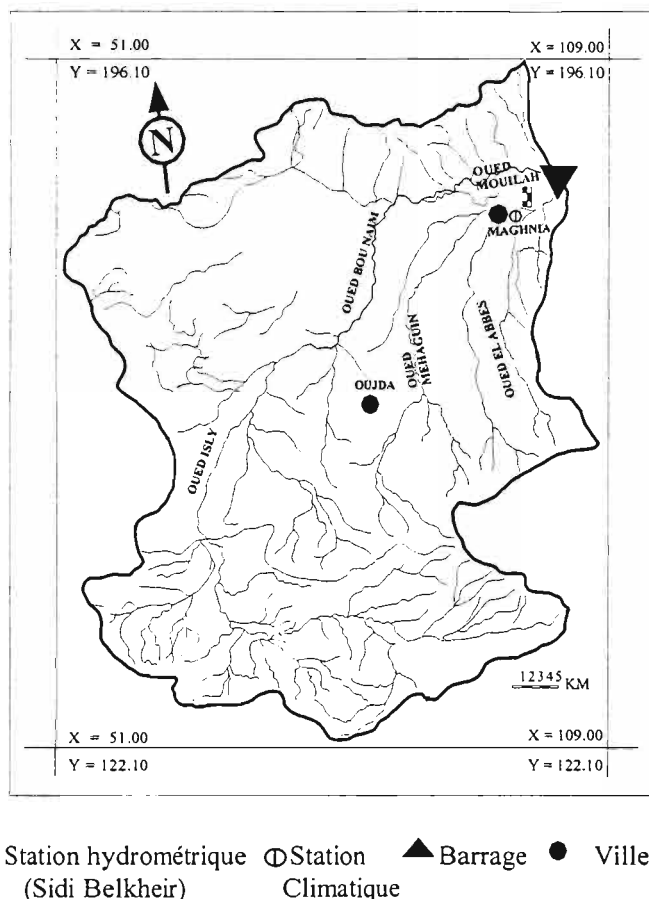 X = 51.00
Y = 196.10
X = 109.00
Y = 196.10
N
OUED
MOUILAH
MAGHNIA
OUED BOU NAIM
OUED
MEHAGUIN
OUED EL ABBES
OUJDA
OUED ISLY
12345 KM
X = 51.00
Y = 122.10
X = 109.00
Y = 122.10
Station hydrométrique
(Sidi Belkheir)
Station
Climatique
Barrage
Ville